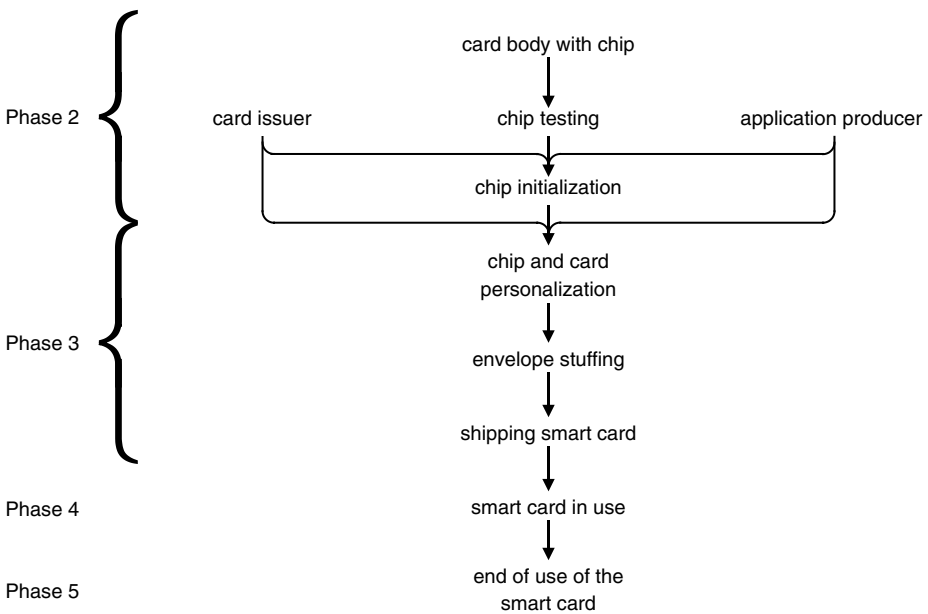 card body with chip
Phase 2
card issuer
chip testing
application producer
chip initialization
chip and card
personalization
Phase 3
envelope stuffing
shipping smart card
Phase 4
smart card in use
Phase 5
end of use of the
smart card